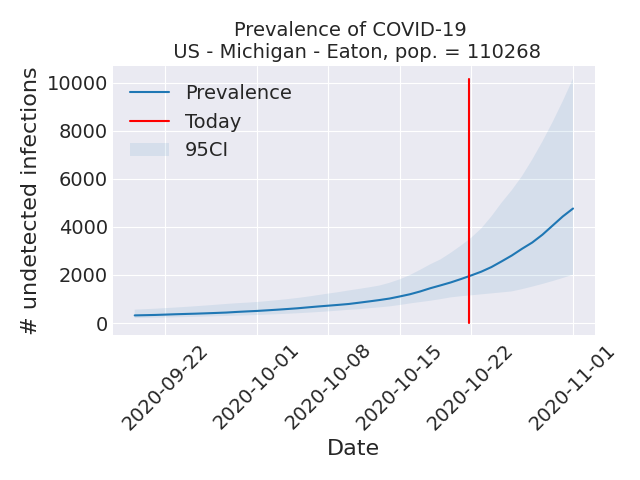 Prevalence of COVID-19
US - Michigan - Eaton, pop. = 110268
# undetected infections
10000
8000
6000
4000
2000
0
Prevalence
Today
95CI
2020-09-22
2020-10-01
2020-10-08
2020-10-15
2020-10-22
2020-11-01
Date